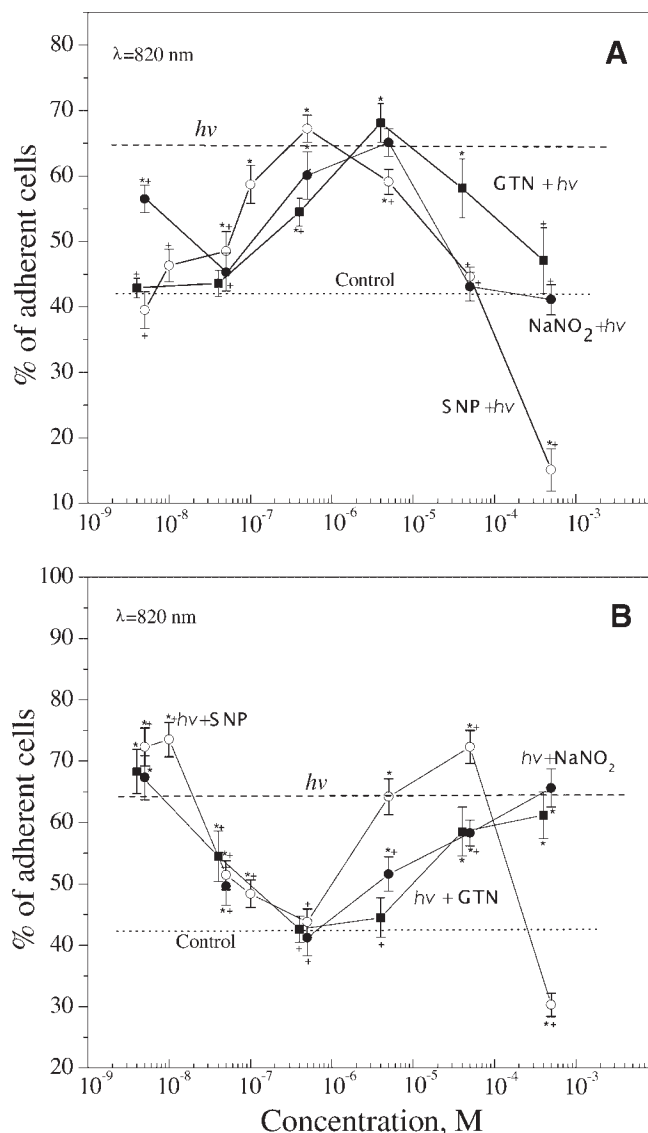 A
λ=820 nm
hν
GTN + hν
Control
NaNO₂ + hν
SNP + hν
% of adherent cells
80
70
60
50
40
30
20
10
10⁻⁹ 10⁻⁸ 10⁻⁷ 10⁻⁶ 10⁻⁵ 10⁻⁴ 10⁻³
B
λ=820 nm
hν + SNP
hν + NaNO₂
hν
hν + GTN
Control
% of adherent cells
100
90
80
70
60
50
40
30
20
10⁻⁹ 10⁻⁸ 10⁻⁷ 10⁻⁶ 10⁻⁵ 10⁻⁴ 10⁻³
Concentration, M